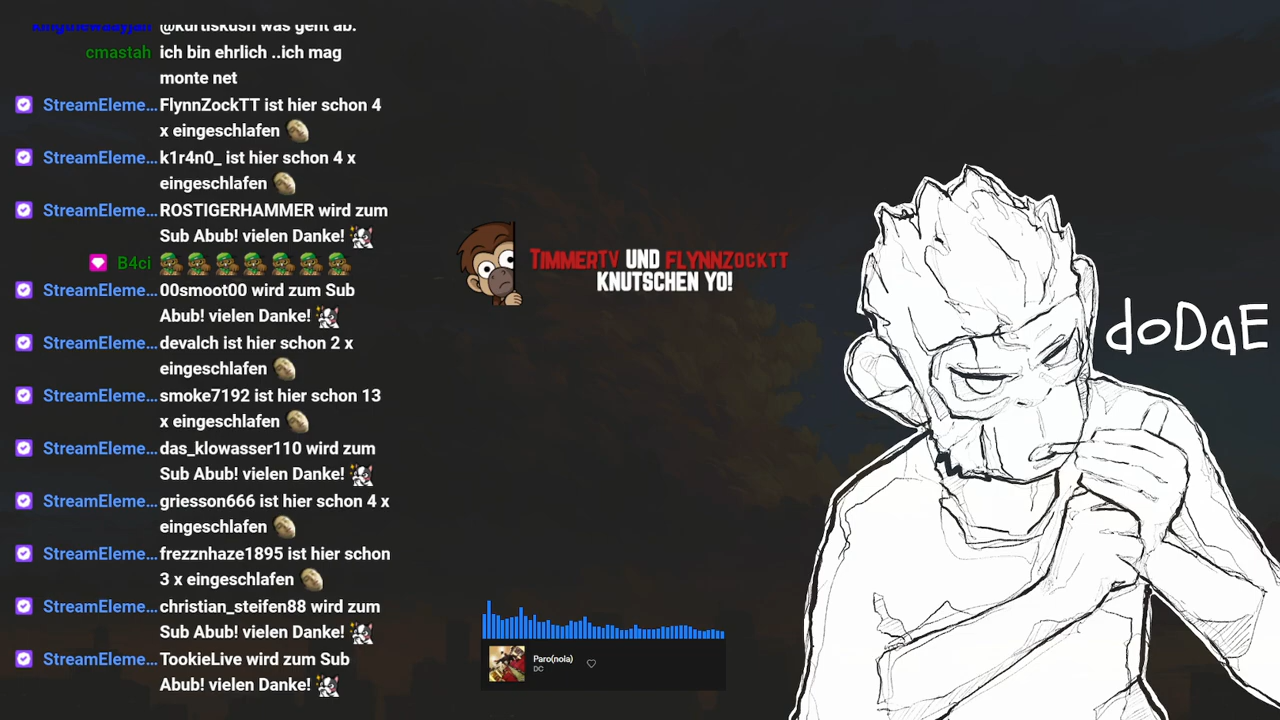 @kurtiskush was geht ab.
cmastah ich bin ehrlich ..ich mag
monte net
StreamEleme... FlynnZockTT ist hier schon 4
x eingeschlafen
StreamEleme... k1r4n0_ ist hier schon 4 x
eingeschlafen
StreamEleme... ROSTIGERHAMMER wird zum
Sub Abub! vielen Danke!
B4ci
StreamEleme... 00smoot00 wird zum Sub
Abub! vielen Danke!
StreamEleme... devalch ist hier schon 2 x
eingeschlafen
StreamEleme... smoke7192 ist hier schon 13
x eingeschlafen
StreamEleme... das_klowasser110 wird zum
Sub Abub! vielen Danke!
StreamEleme... griesson666 ist hier schon 4 x
eingeschlafen
StreamEleme... frezznhaze1895 ist hier schon
3 x eingeschlafen
StreamEleme... christian_steifen88 wird zum
Sub Abub! vielen Danke!
StreamEleme... TookieLive wird zum Sub
Abub! vielen Danke!
TIMMERTV UND FLYNNZOCKTT
KNUTSCHEN YO!
doDaE
Paro(nola)
DC